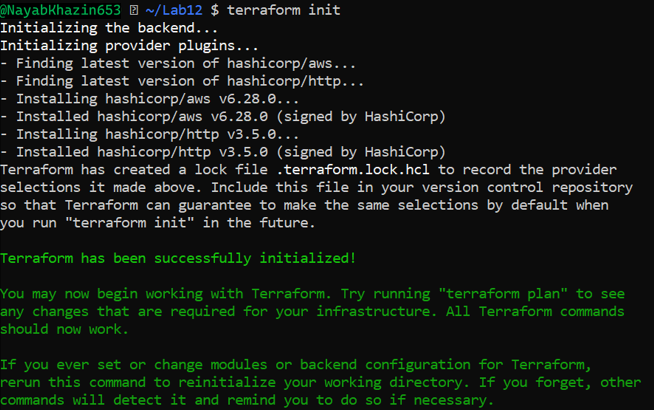 @NayabKhazin653 ~/Lab12 $ terraform init
Initializing the backend...
Initializing provider plugins...
- Finding latest version of hashicorp/aws...
- Finding latest version of hashicorp/http...
- Installing hashicorp/aws v6.28.0...
- Installed hashicorp/aws v6.28.0 (signed by HashiCorp)
- Installing hashicorp/http v3.5.0...
- Installed hashicorp/http v3.5.0 (signed by HashiCorp)
Terraform has created a lock file .terraform.lock.hcl to record the provider
selections it made above. Include this file in your version control repository
so that Terraform can guarantee to make the same selections by default when
you run "terraform init" in the future.
Terraform has been successfully initialized!
You may now begin working with Terraform. Try running "terraform plan" to see
any changes that are required for your infrastructure. All Terraform commands
should now work.
If you ever set or change modules or backend configuration for Terraform,
rerun this command to reinitialize your working directory. If you forget, other
commands will detect it and remind you to do so if necessary.